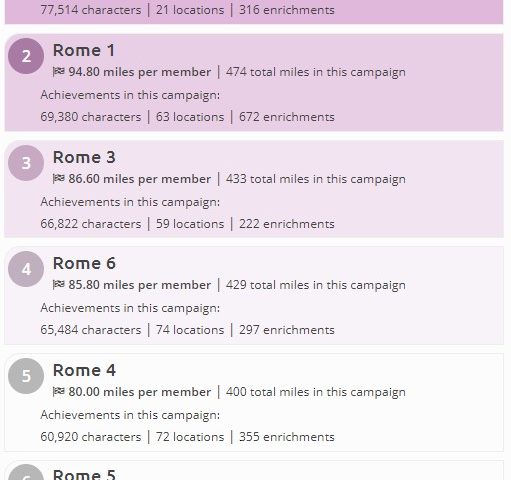 77,514 characters | 21 locations | 316 enrichments
2
Rome 1
94.80 miles per member | 474 total miles in this campaign
Achievements in this campaign:
69,380 characters | 63 locations | 672 enrichments
3
Rome 3
86.60 miles per member | 433 total miles in this campaign
Achievements in this campaign:
66,822 characters | 59 locations | 222 enrichments
4
Rome 6
85.80 miles per member | 429 total miles in this campaign
Achievements in this campaign:
65,484 characters | 74 locations | 297 enrichments
5
Rome 4
80.00 miles per member | 400 total miles in this campaign
Achievements in this campaign:
60,920 characters | 72 locations | 355 enrichments
6
Rome 5